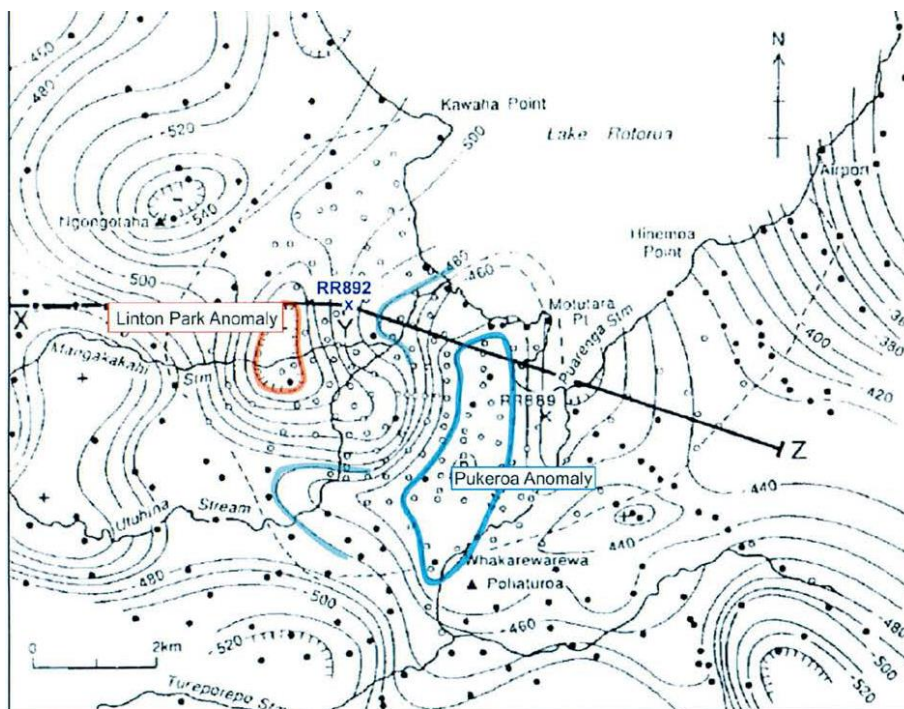 -460
-480
-520
N
Kawaha Point
500
Lake Rotorua
Airport
Ngongotaha
-540
Hinemoa
Point
500
RR892
480
-460
Motutara
Pt
X
Linton Park Anomaly
Y
Puarenga Stm
400
380
420
Mangakakahi
Stm
RR889
Z
Pukeroa Anomaly
440
Utuhina
Stream
440
Whakarewarewa
Pohaturoa
480
500
-460
-480
-500
-520
-520
0
2km